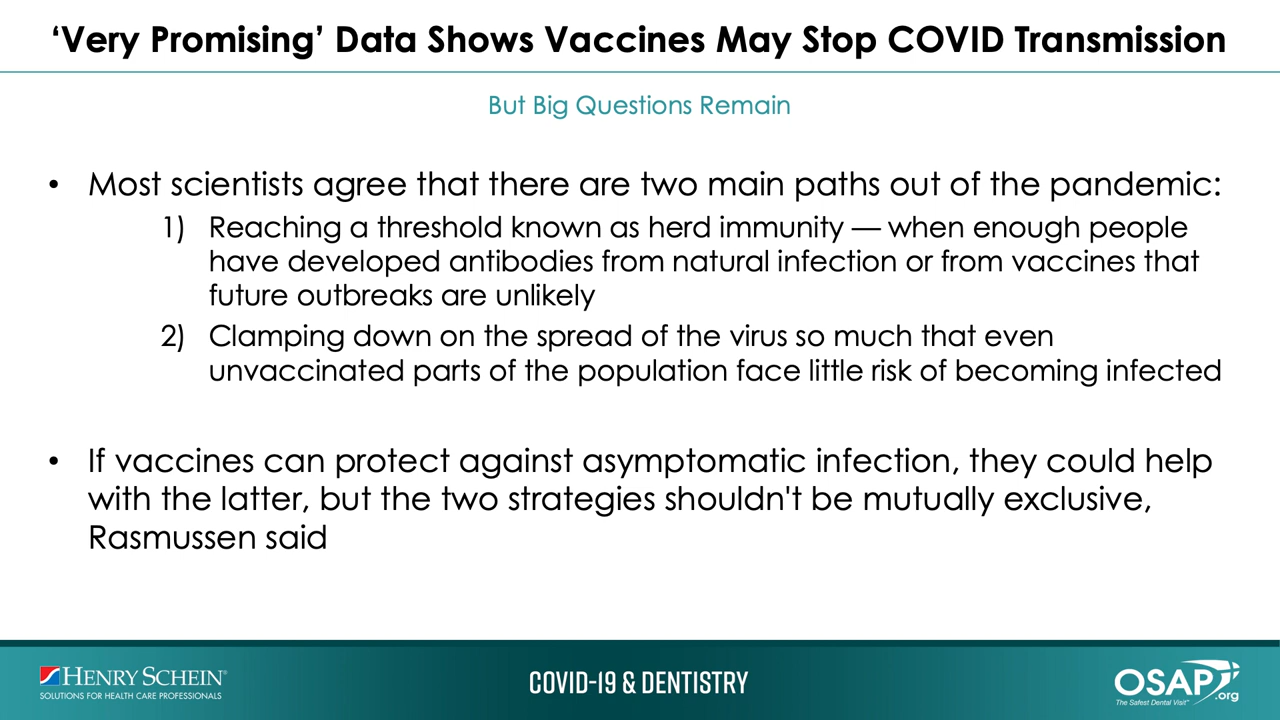 ‘Very Promising’ Data Shows Vaccines May Stop COVID Transmission
But Big Questions Remain
• Most scientists agree that there are two main paths out of the pandemic:
1) Reaching a threshold known as herd immunity — when enough people
have developed antibodies from natural infection or from vaccines that
future outbreaks are unlikely
2) Clamping down on the spread of the virus so much that even
unvaccinated parts of the population face little risk of becoming infected
• If vaccines can protect against asymptomatic infection, they could help
with the latter, but the two strategies shouldn't be mutually exclusive,
Rasmussen said
HENRY SCHEIN®
SOLUTIONS FOR HEALTH CARE PROFESSIONALS
COVID-19 & DENTISTRY
OSAP.org
The Safest Dental Visit™